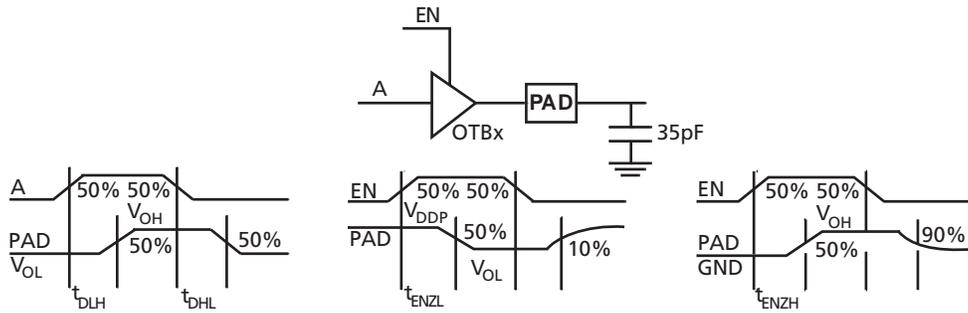 EN
A
PAD
OTBx
35pF
A
50% 50%
V_OH
PAD
50%
50%
V_OL
t_DLH
t_DHL
EN
50% 50%
V_DDP
PAD
50%
V_OL
10%
t_ENZL
EN
50% 50%
V_OH
PAD
50%
90%
GND
t_ENZH